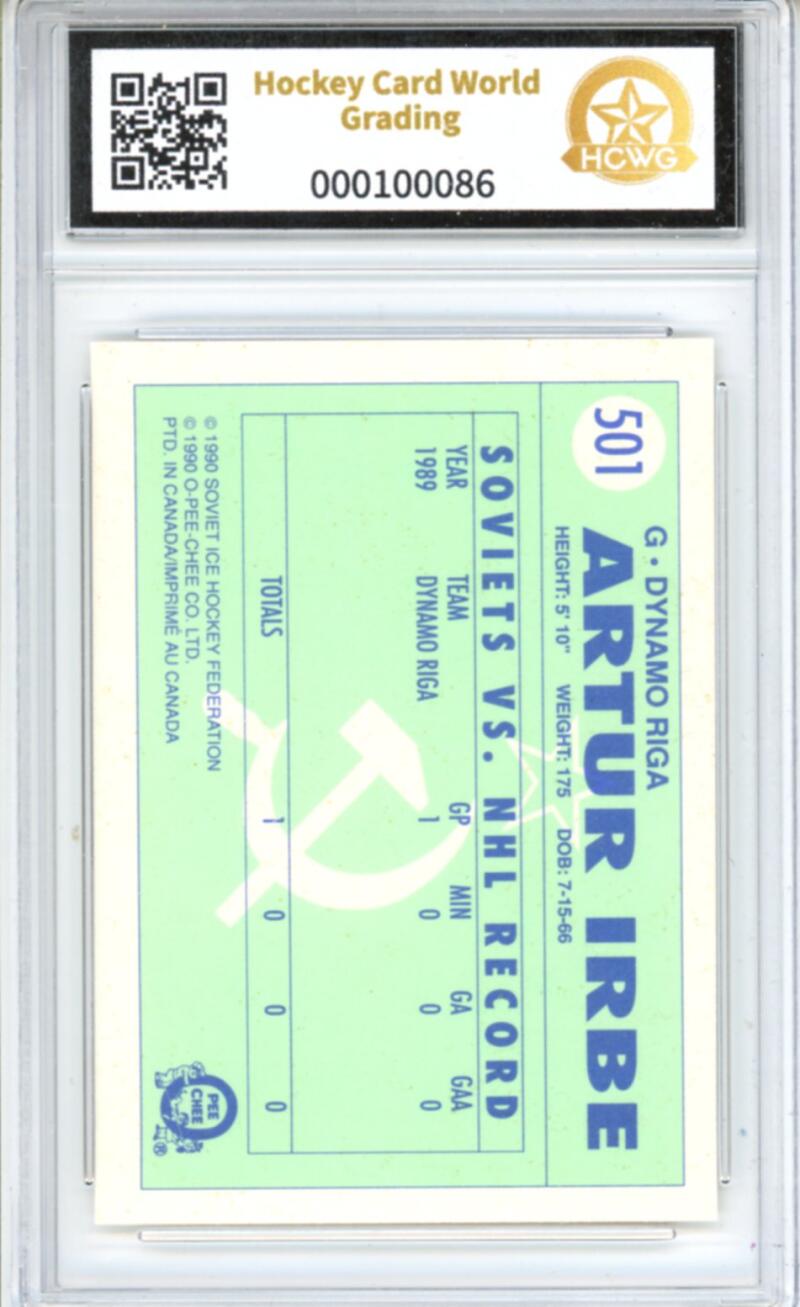 Hockey Card World
Grading
HCWG
000100086
501
G • DYNAMO RIGA
ARTUR IRBE
HEIGHT: 5' 10" WEIGHT: 175 DOB: 7-15-66
SOVIETS VS. NHL RECORD
YEAR TEAM GP MIN GA GAA
1989 DYNAMO RIGA 1 0 0 0
TOTALS 1 0 0 0
© 1990 SOVIET ICE HOCKEY FEDERATION
© 1990 O-PEE-CHEE CO. LTD.
PTD. IN CANADA/IMPRIMÉ AU CANADA
O
PEE
CHEE
®